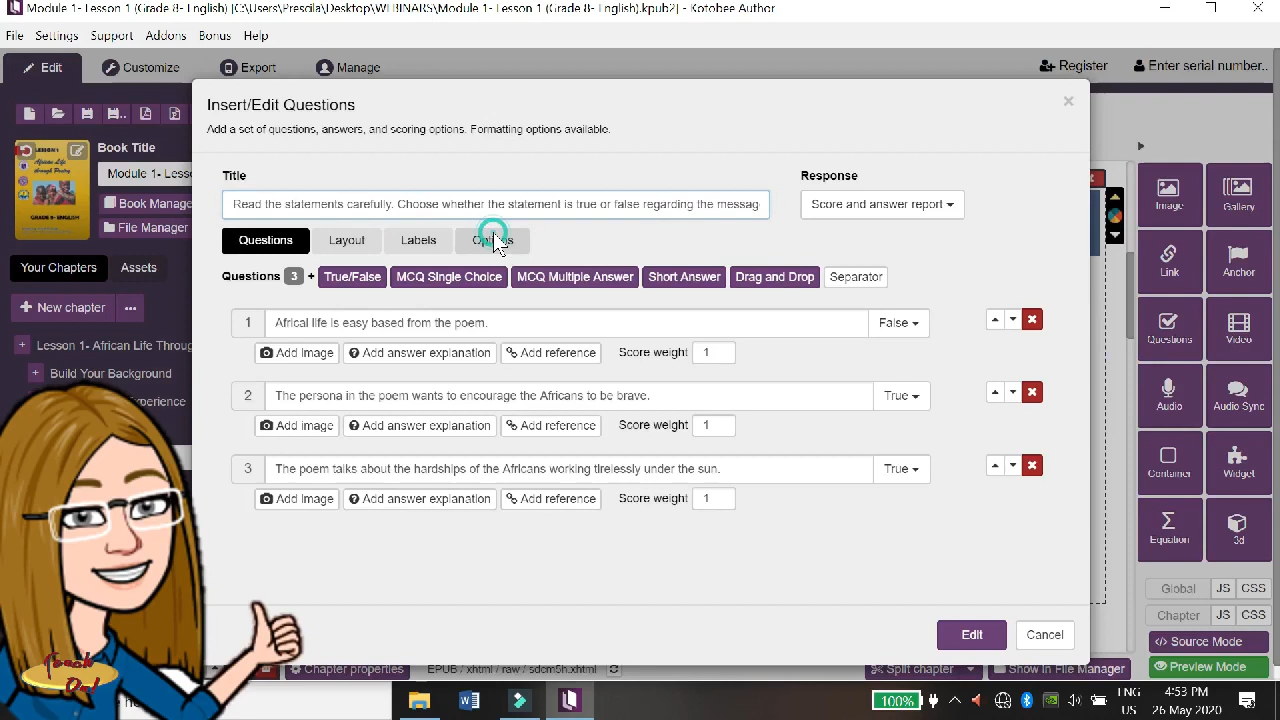 Module 1- Lesson 1 (Grade 8- English) [C:\Users\Prescila\Desktop\WEBINARS\Module 1- Lesson 1 (Grade 8- English).kpub2] - Kotobee Author
File Settings Support Addons Bonus Help
Edit Customize Export Manage Register Enter serial number..
Insert/Edit Questions
Add a set of questions, answers, and scoring options. Formatting options available.
Book Title
Module 1- Lesso
Book Manage
File Manager
LESSON 1
African Life
through Poetry
GRADE 8- ENGLISH
Your Chapters Assets
New chapter
Lesson 1- African Life Throug
Build Your Background
xperience
Title Response
Read the statements carefully. Choose whether the statement is true or false regarding the messag Score and answer report
Questions Layout Labels Op s
Questions 3 + True/False MCQ Single Choice MCQ Multiple Answer Short Answer Drag and Drop Separator
1 Africal life is easy based from the poem. False
Add image Add answer explanation Add reference Score weight 1
2 The persona in the poem wants to encourage the Africans to be brave. True
Add image Add answer explanation Add reference Score weight 1
3 The poem talks about the hardships of the Africans working tirelessly under the sun. True
Add image Add answer explanation Add reference Score weight 1
Edit Cancel
Image Gallery
Link Anchor
Questions Video
Audio Audio Sync
Container Widget
Equation 3d
Global JS CSS
Chapter JS CSS
Source Mode
Preview Mode
Chapter properties EPUB / xhtml / raw / sdcm5h.xhtml Split chapter Show in File Manager
100% ENG 4:53 PM
US 26 May 2020